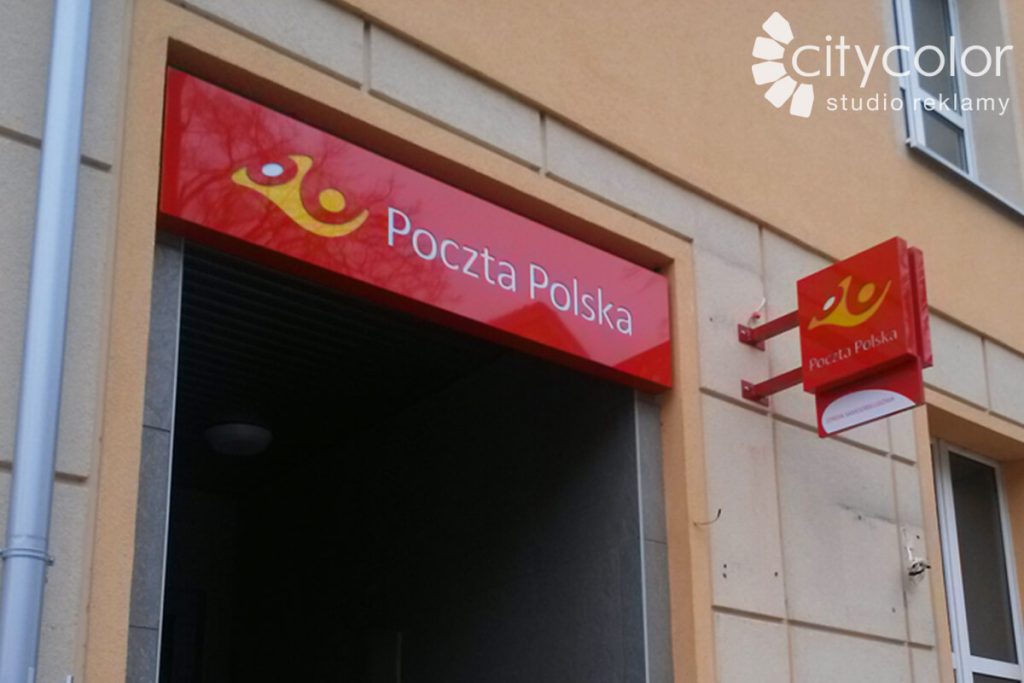 citycolor
studio reklamy
Poczta Polska
Poczta Polska